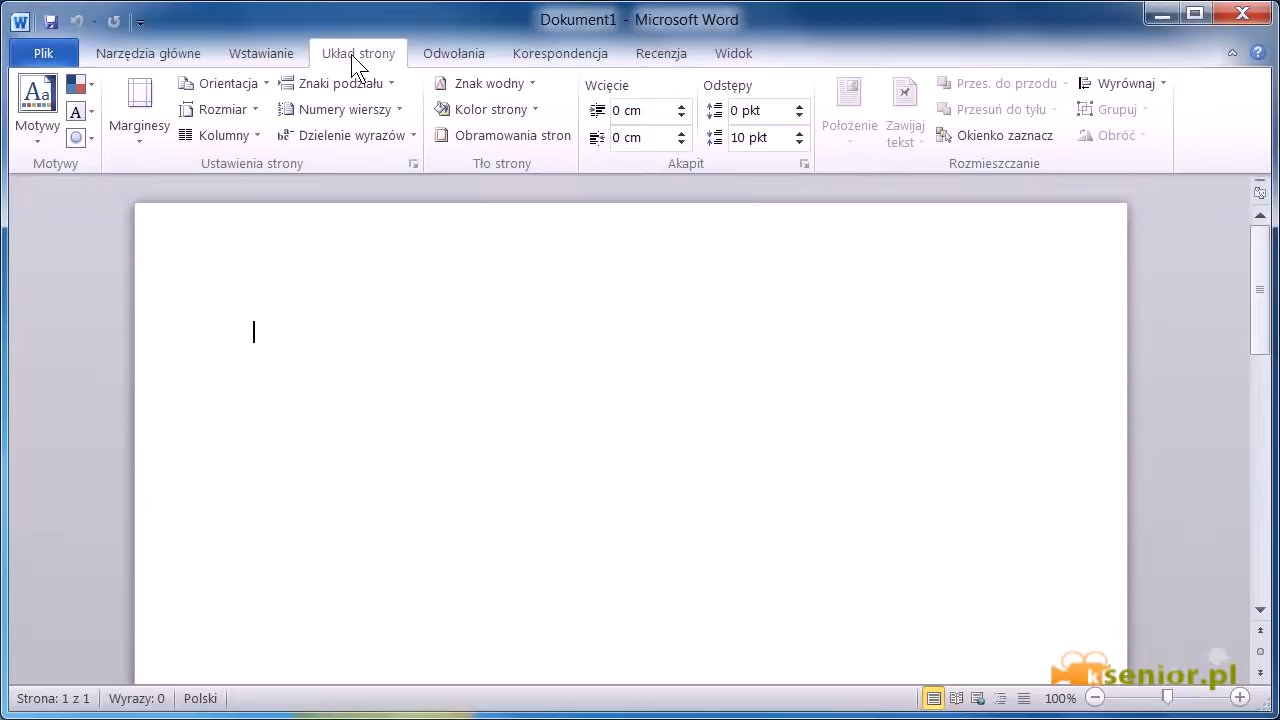 Dokument1 - Microsoft Word
Plik Narzędzia główne Wstawianie Układ strony Odwołania Korespondencja Recenzja Widok
Aa Motywy
Motywy
Marginesy
Orientacja
Rozmiar
Kolumny
Znaki podziału
Numery wierszy
Dzielenie wyrazów
Ustawienia strony
Znak wodny
Kolor strony
Obramowania stron
Tło strony
Wcięcie
0 cm
0 cm
Odstępy
0 pkt
10 pkt
Akapit
Położenie
Zawijaj
tekst
Przes. do przodu
Przesuń do tyłu
Okienko zaznacz
Wyrównaj
Grupuj
Obróć
Rozmieszczanie
ksenior.pl
Strona: 1 z 1 Wyrazy: 0 Polski 100%